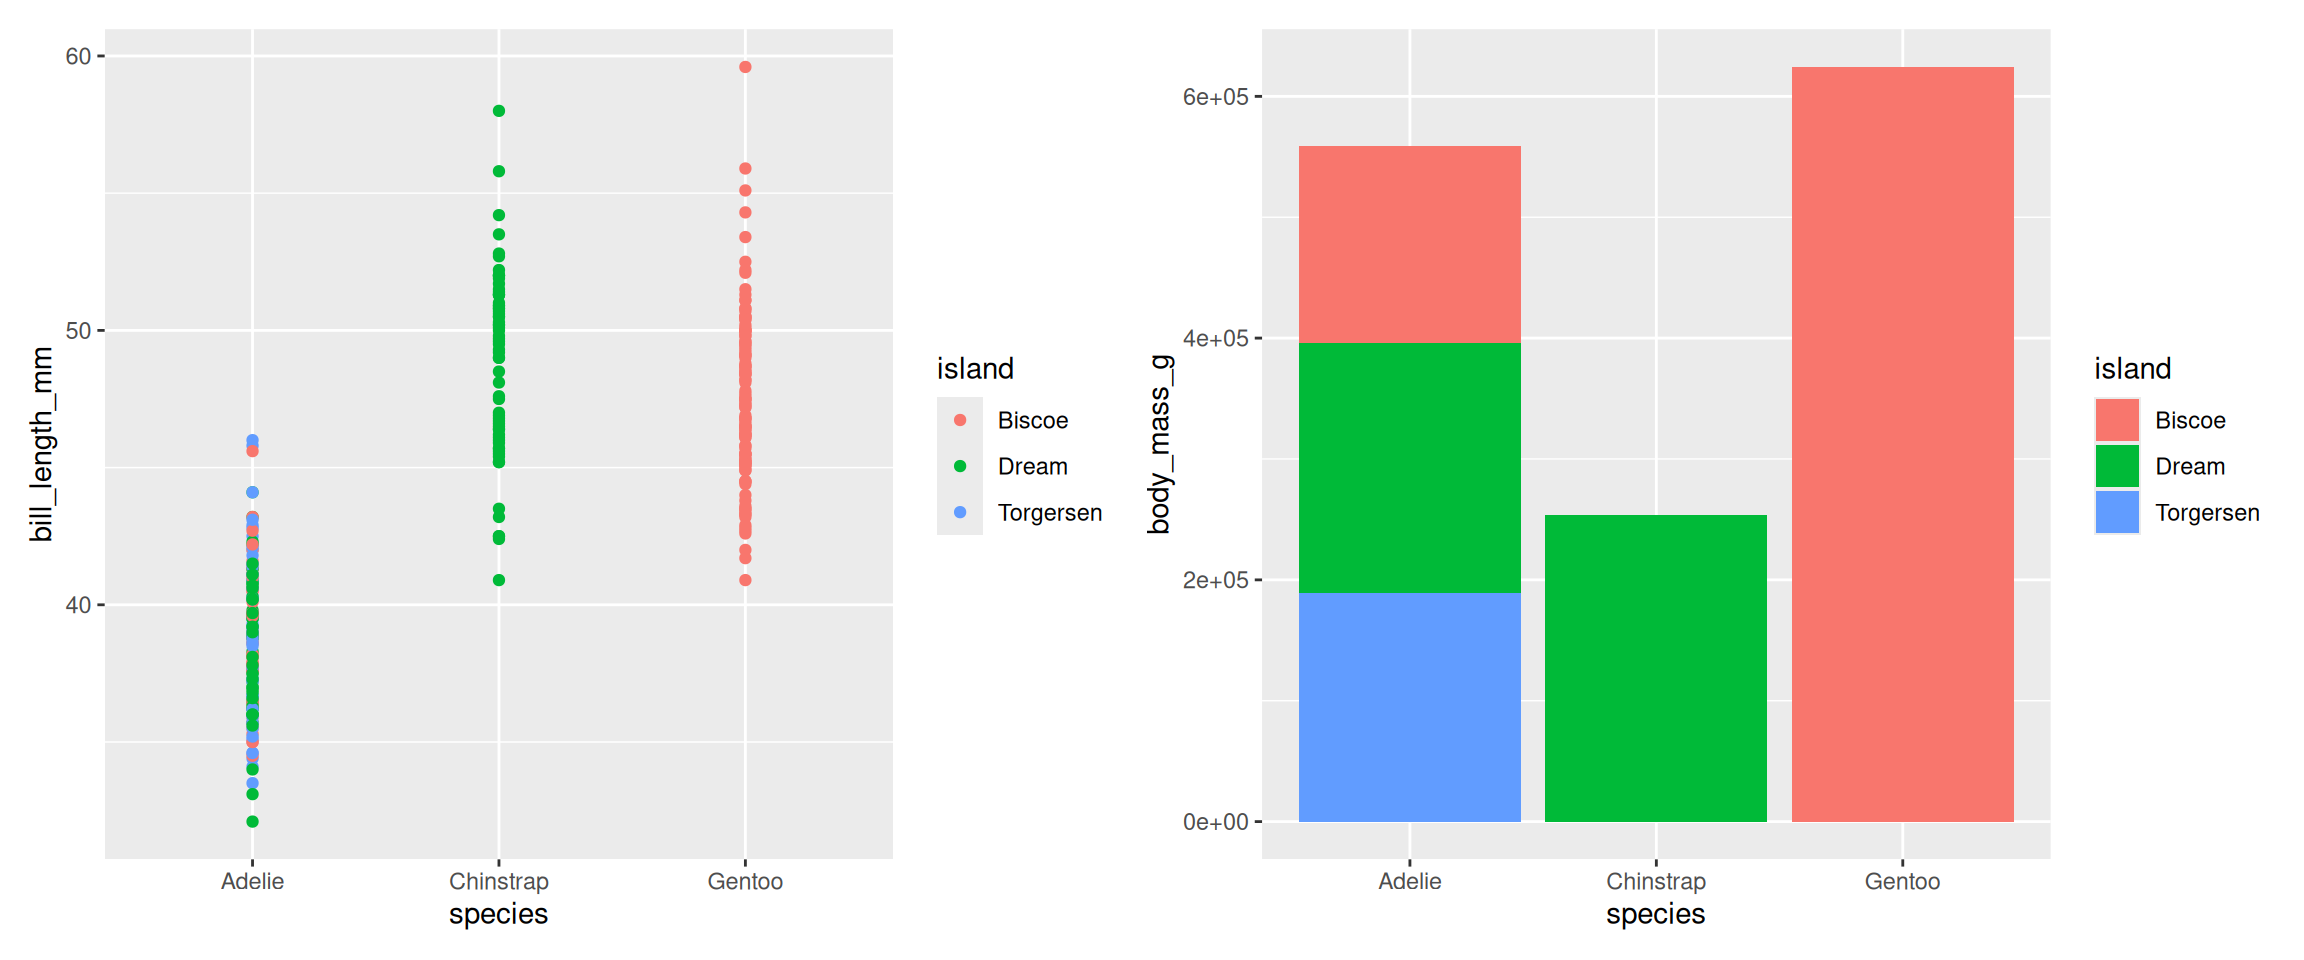 60
50
40
bill_length_mm
Adelie
Chinstrap
Gentoo
species
island
Biscoe
Dream
Torgersen
6e+05
4e+05
2e+05
0e+00
body_mass_g
Adelie
Chinstrap
Gentoo
species
island
Biscoe
Dream
Torgersen